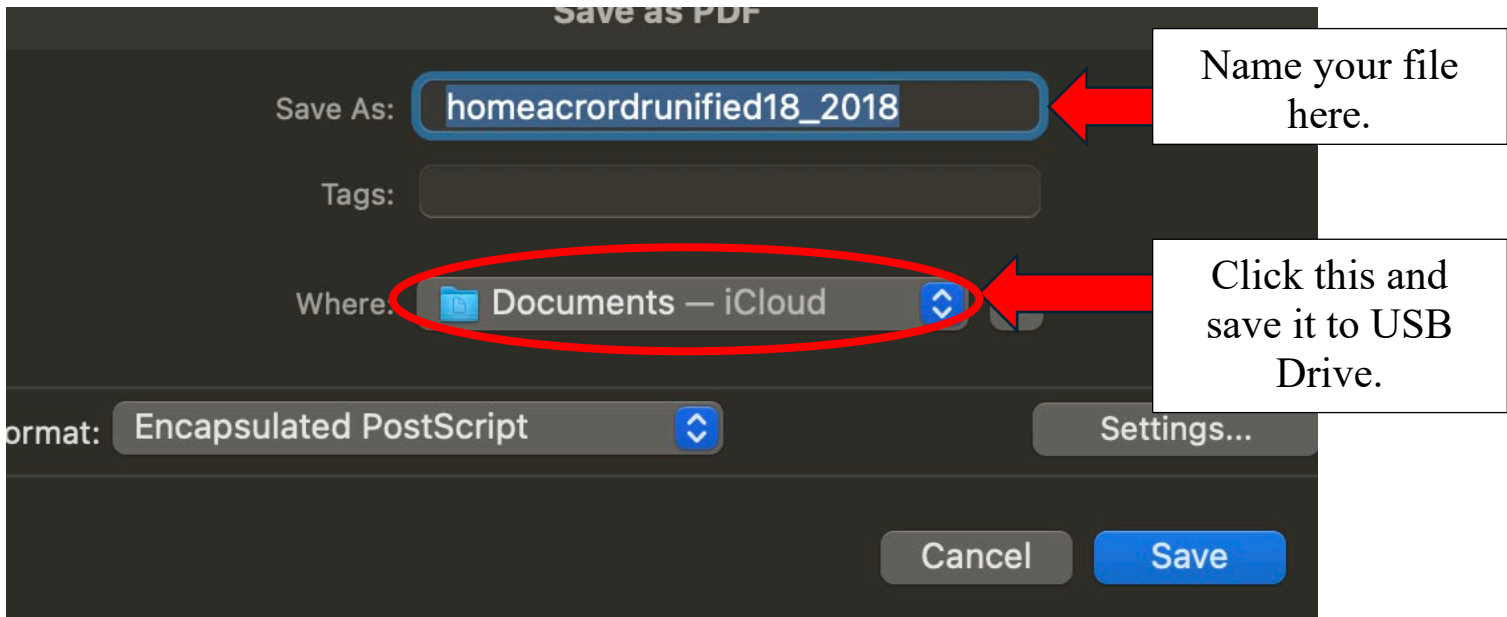 Save as PDF
Name your file
here.
Save As: homeacrordrunified18_2018
Tags:
Click this and
save it to USB
Drive.
Where: Documents — iCloud
ormat: Encapsulated PostScript
Settings...
Cancel
Save